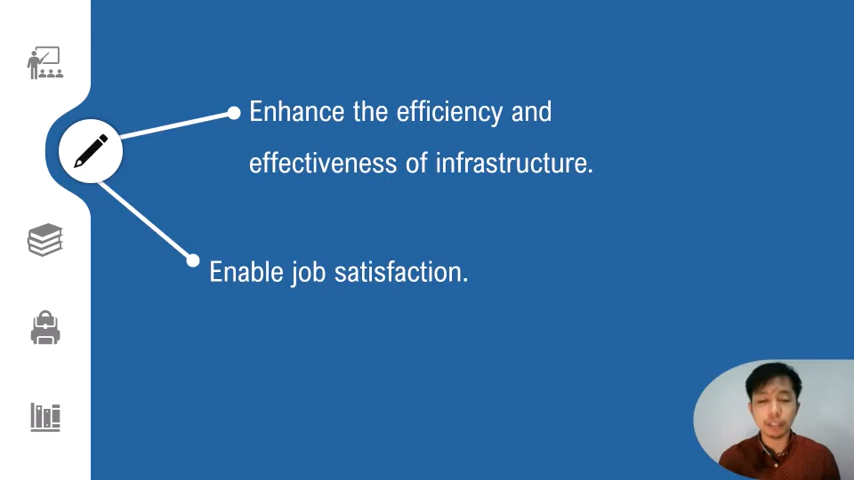 Enhance the efficiency and
effectiveness of infrastructure.
Enable job satisfaction.